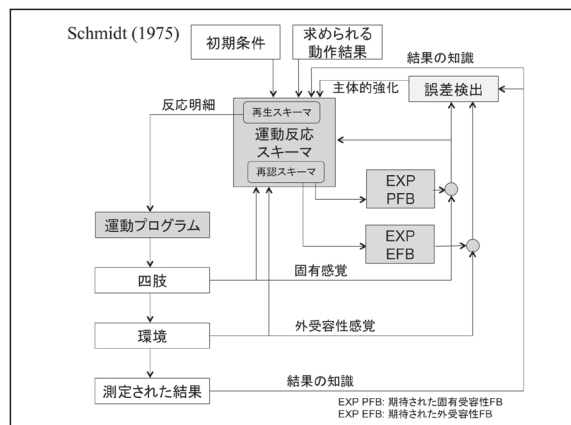 Schmidt (1975)
初期条件
求められる
動作結果
結果の知識
主体的強化
誤差検出
反応明細
再生スキーマ
運動反応
スキーマ
再認スキーマ
EXP
PFB
EXP
EFB
運動プログラム
四肢
固有感覚
環境
外受容性感覚
測定された結果
結果の知識
EXP PFB: 期待された固有受容性FB
EXP EFB: 期待された外受容性FB